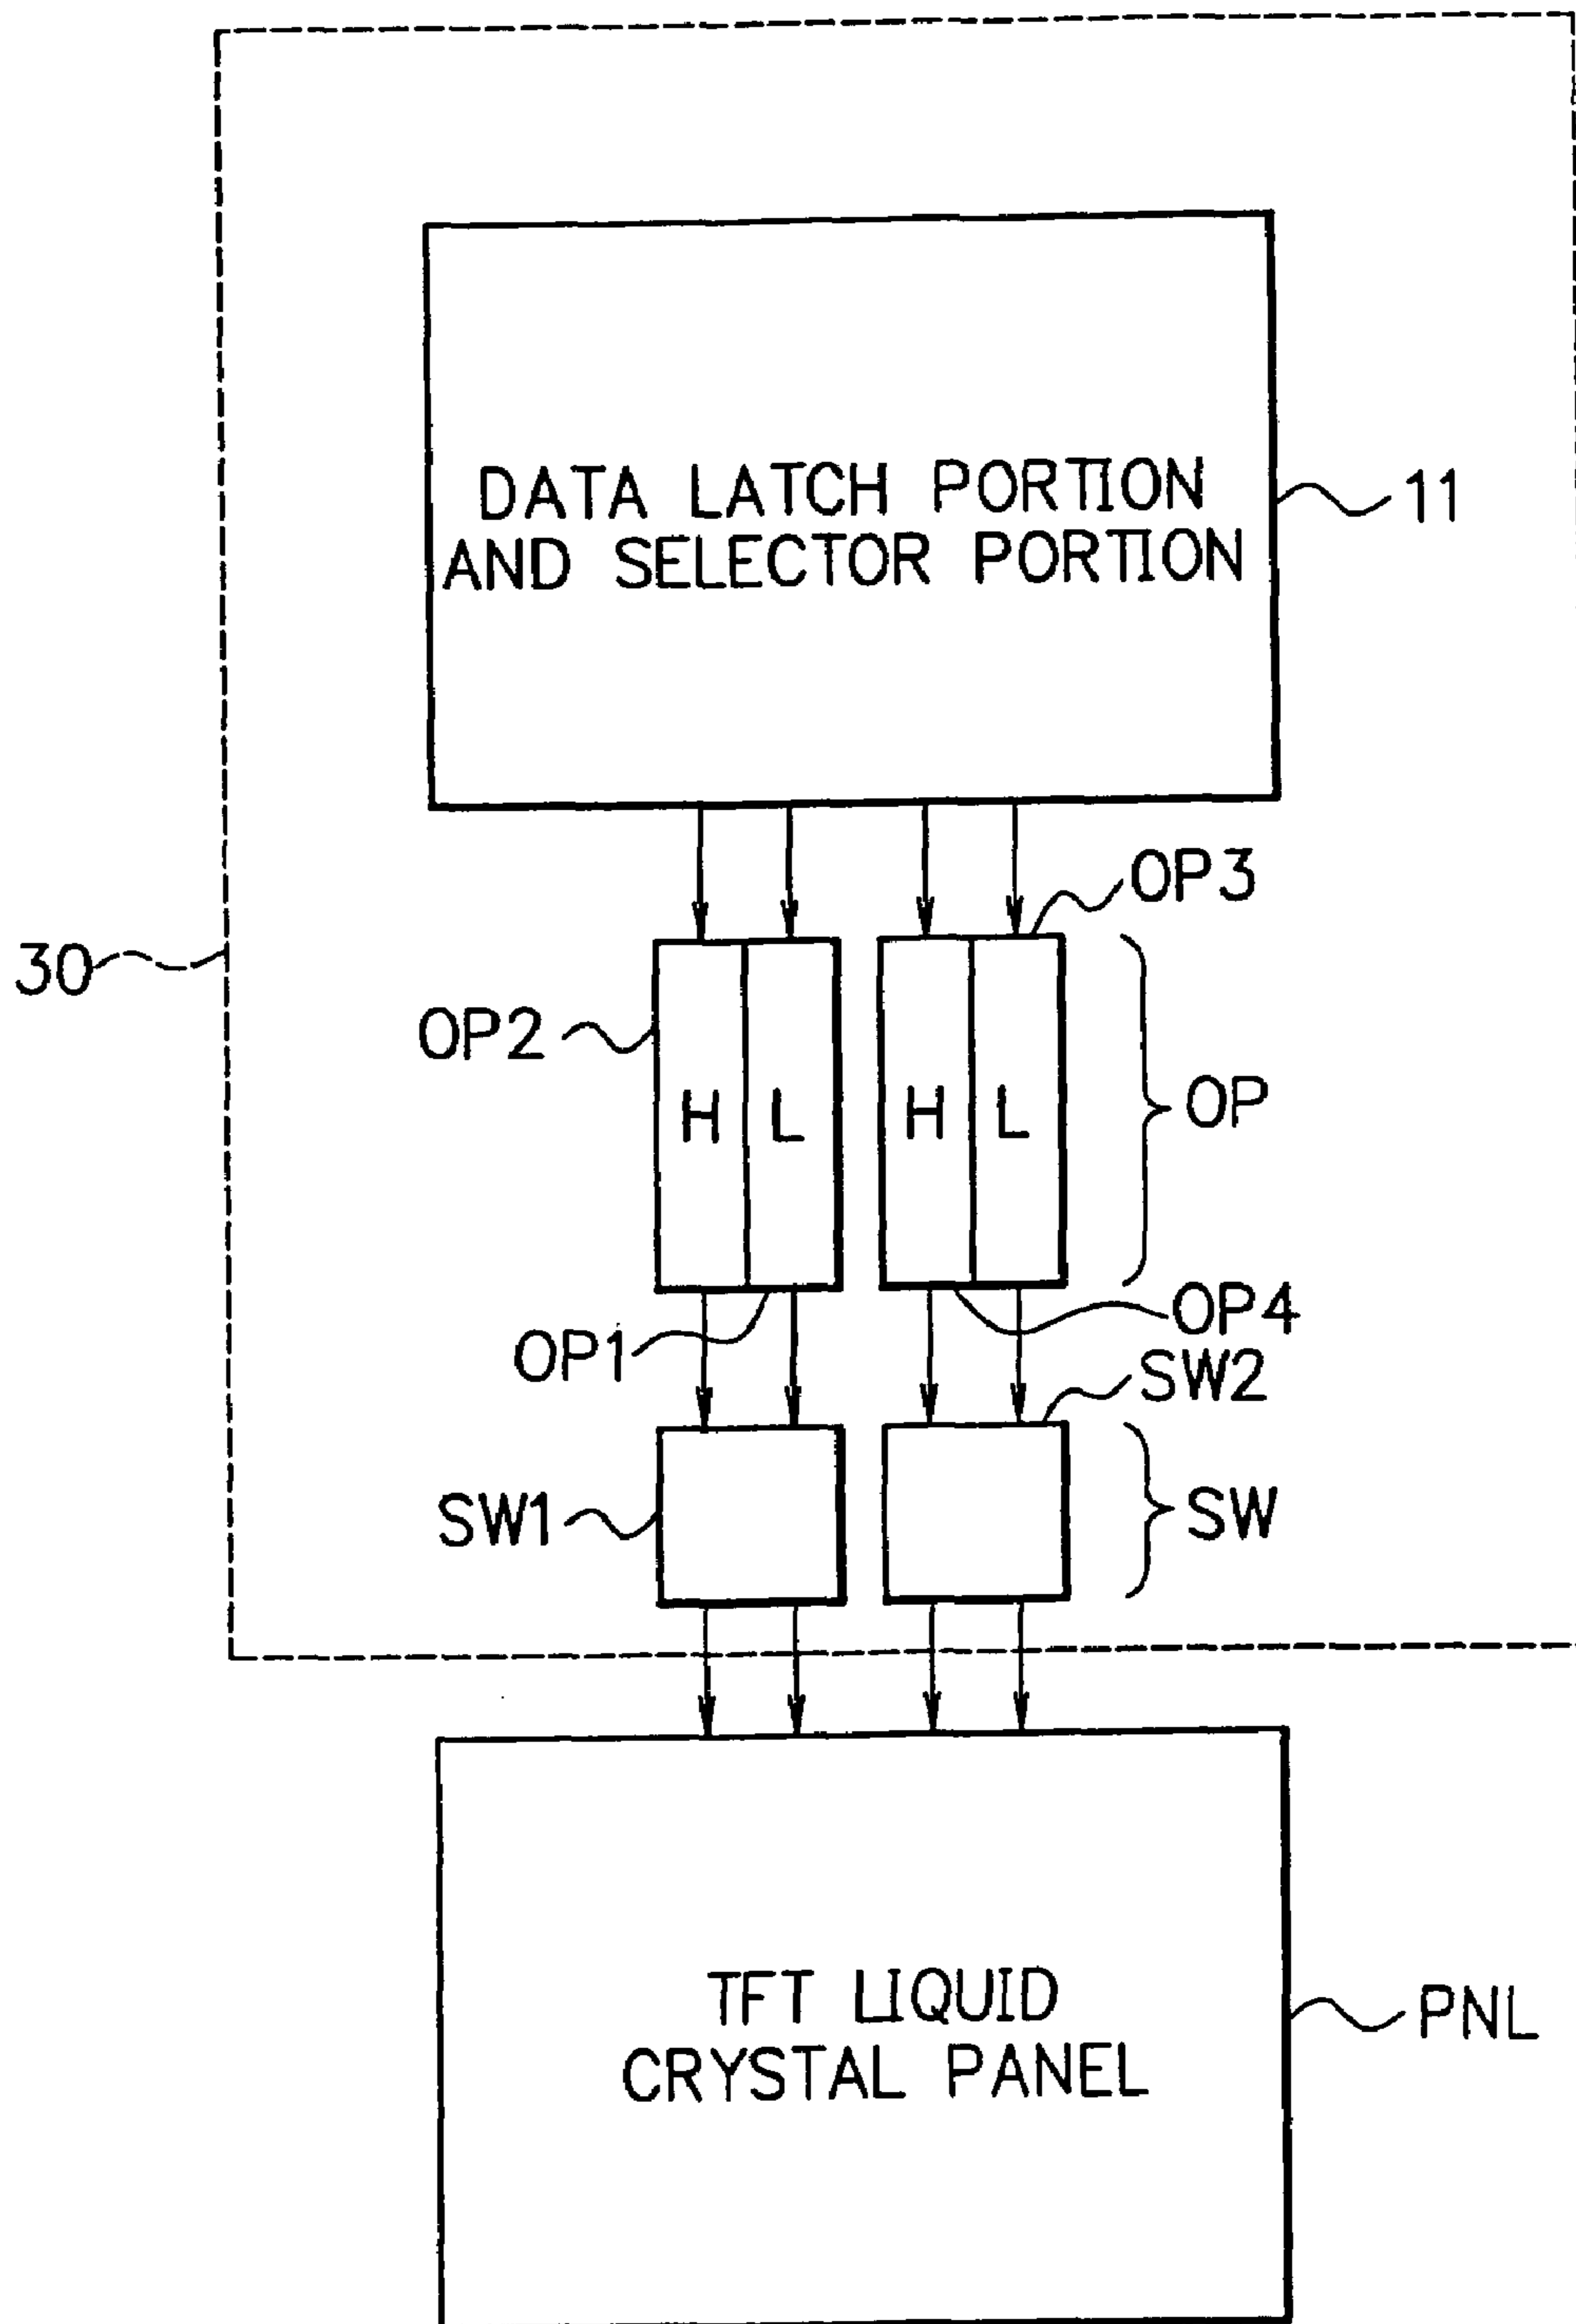 DATA LATCH PORTION
AND SELECTOR PORTION
11
OP3
30
OP2
H
L
H
L
OP
OP1
OP4
SW2
SW1
SW
TFT LIQUID
CRYSTAL PANEL
PNL